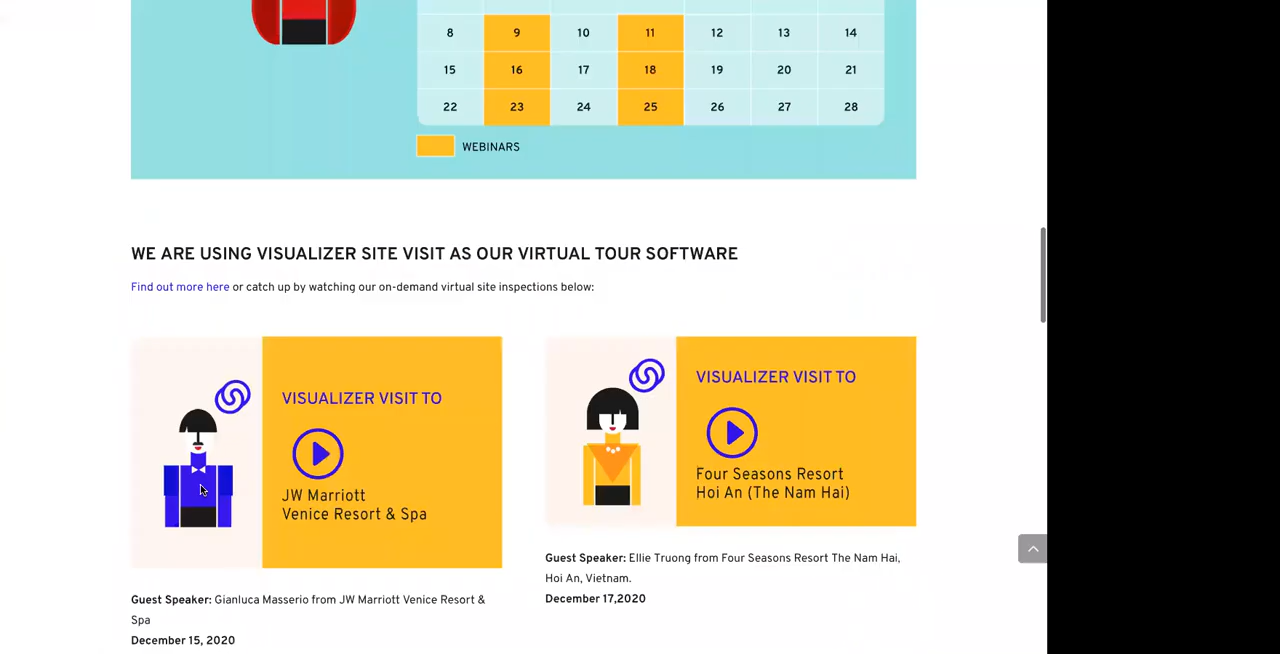 8 9 10 11 12 13 14
15 16 17 18 19 20 21
22 23 24 25 26 27 28
WEBINARS
WE ARE USING VISUALIZER SITE VISIT AS OUR VIRTUAL TOUR SOFTWARE
Find out more here or catch up by watching our on-demand virtual site inspections below:
VISUALIZER VISIT TO
JW Marriott
Venice Resort & Spa
Guest Speaker: Gianluca Masserio from JW Marriott Venice Resort &
Spa
December 15, 2020
VISUALIZER VISIT TO
Four Seasons Resort
Hoi An (The Nam Hai)
Guest Speaker: Ellie Truong from Four Seasons Resort The Nam Hai,
Hoi An, Vietnam.
December 17,2020